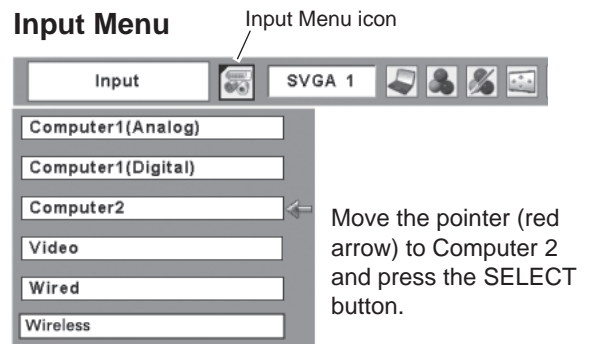 Input Menu
Input Menu icon
Input
SVGA 1
Computer1(Analog)
Computer1(Digital)
Computer2
Video
Wired
Wireless
Move the pointer (red
arrow) to Computer 2
and press the SELECT
button.